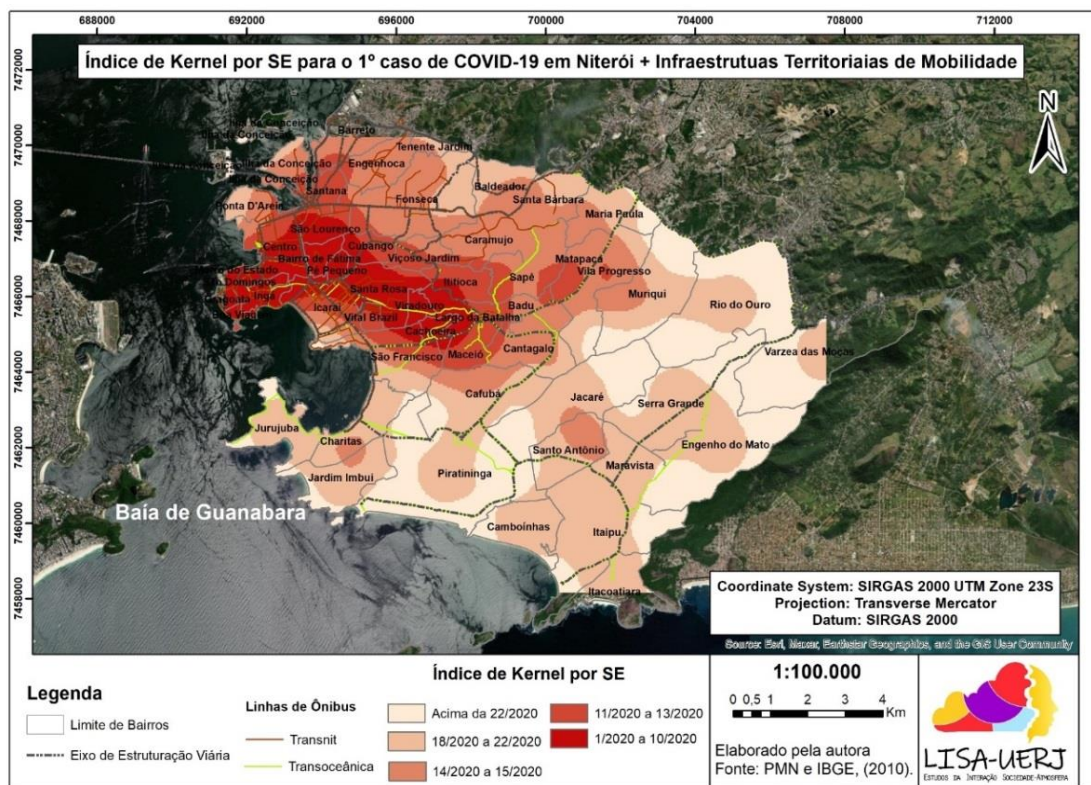 688000 692000 696000 700000 704000 708000 712000
7472000
7470000
7468000
7466000
7464000
7462000
7460000
7458000
Índice de Kernel por SE para o 1º caso de COVID-19 em Niterói + Infraestrutuas Territoriaias de Mobilidade
N
Barreto
Tenente Jardim
Engenhoca
Santana
Fonseca
Baldeador
Santa Bárbara
Maria Paula
São Lourenço
Centro
Cubango
Caramujo
Bairro de Fátima
Viçoso Jardim
Matapaca
Pé Pequeno
Ititioca
Sapê
Vila Progresso
Santa Rosa
Muriqui
Rio do Ouro
Icaraí
Viradouro
Badu
Vital Brazil
Largo da Batalha
Cachoeira
São Francisco
Maceió
Cantagalo
Varzea das Moças
Cafubá
Jacaré
Serra Grande
Jurujuba
Charitas
Santo Antônio
Engenho do Mato
Maravista
Jardim Imbui
Piratininga
Camboínhas
Itaipu
Itacoatiara
Baía de Guanabara
Coordinate System: SIRGAS 2000 UTM Zone 23S
Projection: Transverse Mercator
Datum: SIRGAS 2000
Source: Esri, Maxar, Earthstar Geographics, and the GIS User Community
Legenda
Limite de Bairros
Eixo de Estruturação Viária
Linhas de Ônibus
Transnit
Transoceânica
Índice de Kernel por SE
Acima da 22/2020
18/2020 a 22/2020
14/2020 a 15/2020
11/2020 a 13/2020
1/2020 a 10/2020
1:100.000
0 0,5 1 2 3 4
Km
Elaborado pela autora
Fonte: PMN e IBGE, (2010).
LISA-UERJ
ESTUDOS DA INTERAÇÃO SOCIEDADE-ATMOSFERA